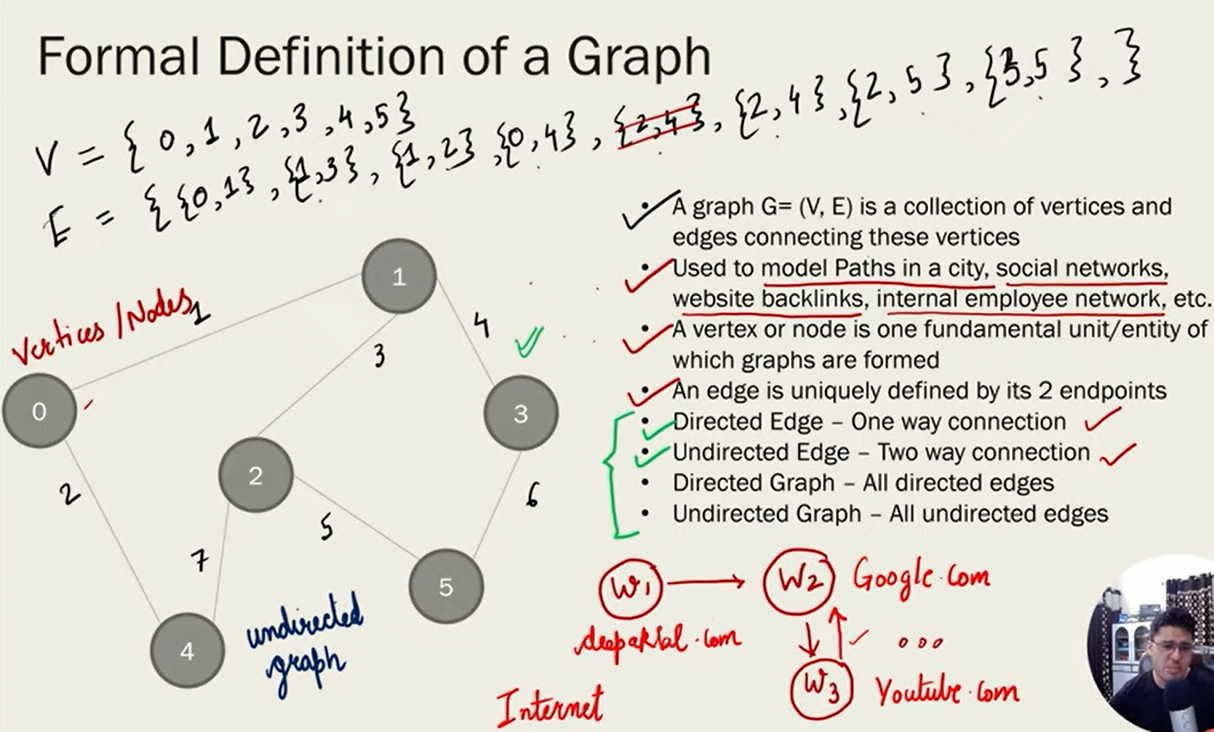 Formal Definition of a Graph
V = { 0, 1, 2, 3, 4, 5 }
E = { {0, 1}, {1, 3}, {1, 2} {0, 4}, {2, 4}, {2, 4} {2, 5}, {3, 5}, }
• A graph G= (V, E) is a collection of vertices and
edges connecting these vertices
• Used to model Paths in a city, social networks,
website backlinks, internal employee network, etc.
• A vertex or node is one fundamental unit/entity of
which graphs are formed
• An edge is uniquely defined by its 2 endpoints
• Directed Edge – One way connection
• Undirected Edge – Two way connection
• Directed Graph – All directed edges
• Undirected Graph – All undirected edges
Vertices / Nodes
1
1
3
4
0
3
2
2
5
6
7
5
4
undirected
graph
W1
W2
Google.com
W3
Youtube.com
Internet